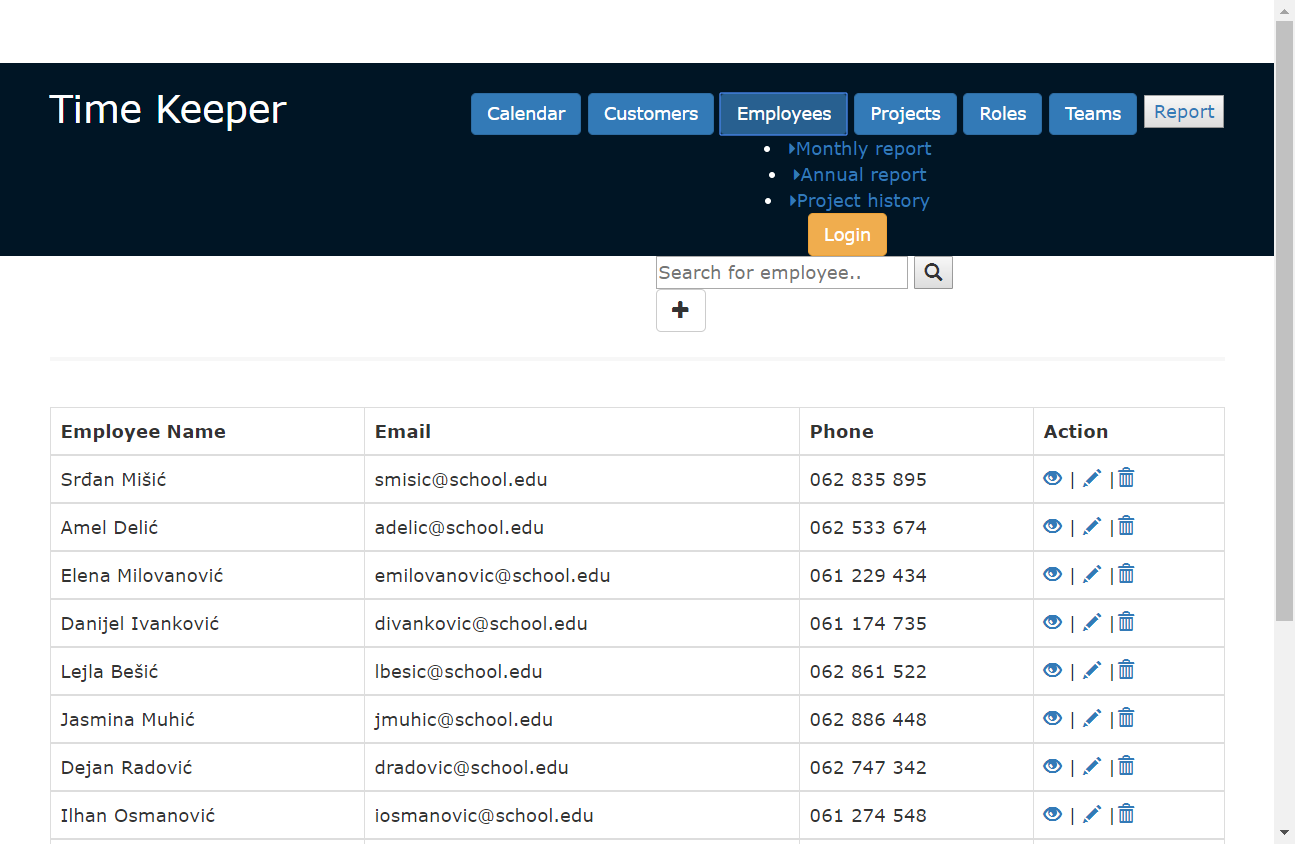 Time Keeper
Calendar Customers Employees Projects Roles Teams Report
Monthly report
Annual report
Project history
Login
Search for employee..
Employee Name Email Phone Action
Srđan Mišić smisic@school.edu 062 835 895 | |
Amel Delić adelic@school.edu 062 533 674 | |
Elena Milovanović emilovanovic@school.edu 061 229 434 | |
Danijel Ivanković divankovic@school.edu 061 174 735 | |
Lejla Bešić lbesic@school.edu 062 861 522 | |
Jasmina Muhić jmuhic@school.edu 062 886 448 | |
Dejan Radović dradovic@school.edu 062 747 342 | |
Ilhan Osmanović iosmanovic@school.edu 061 274 548 | |